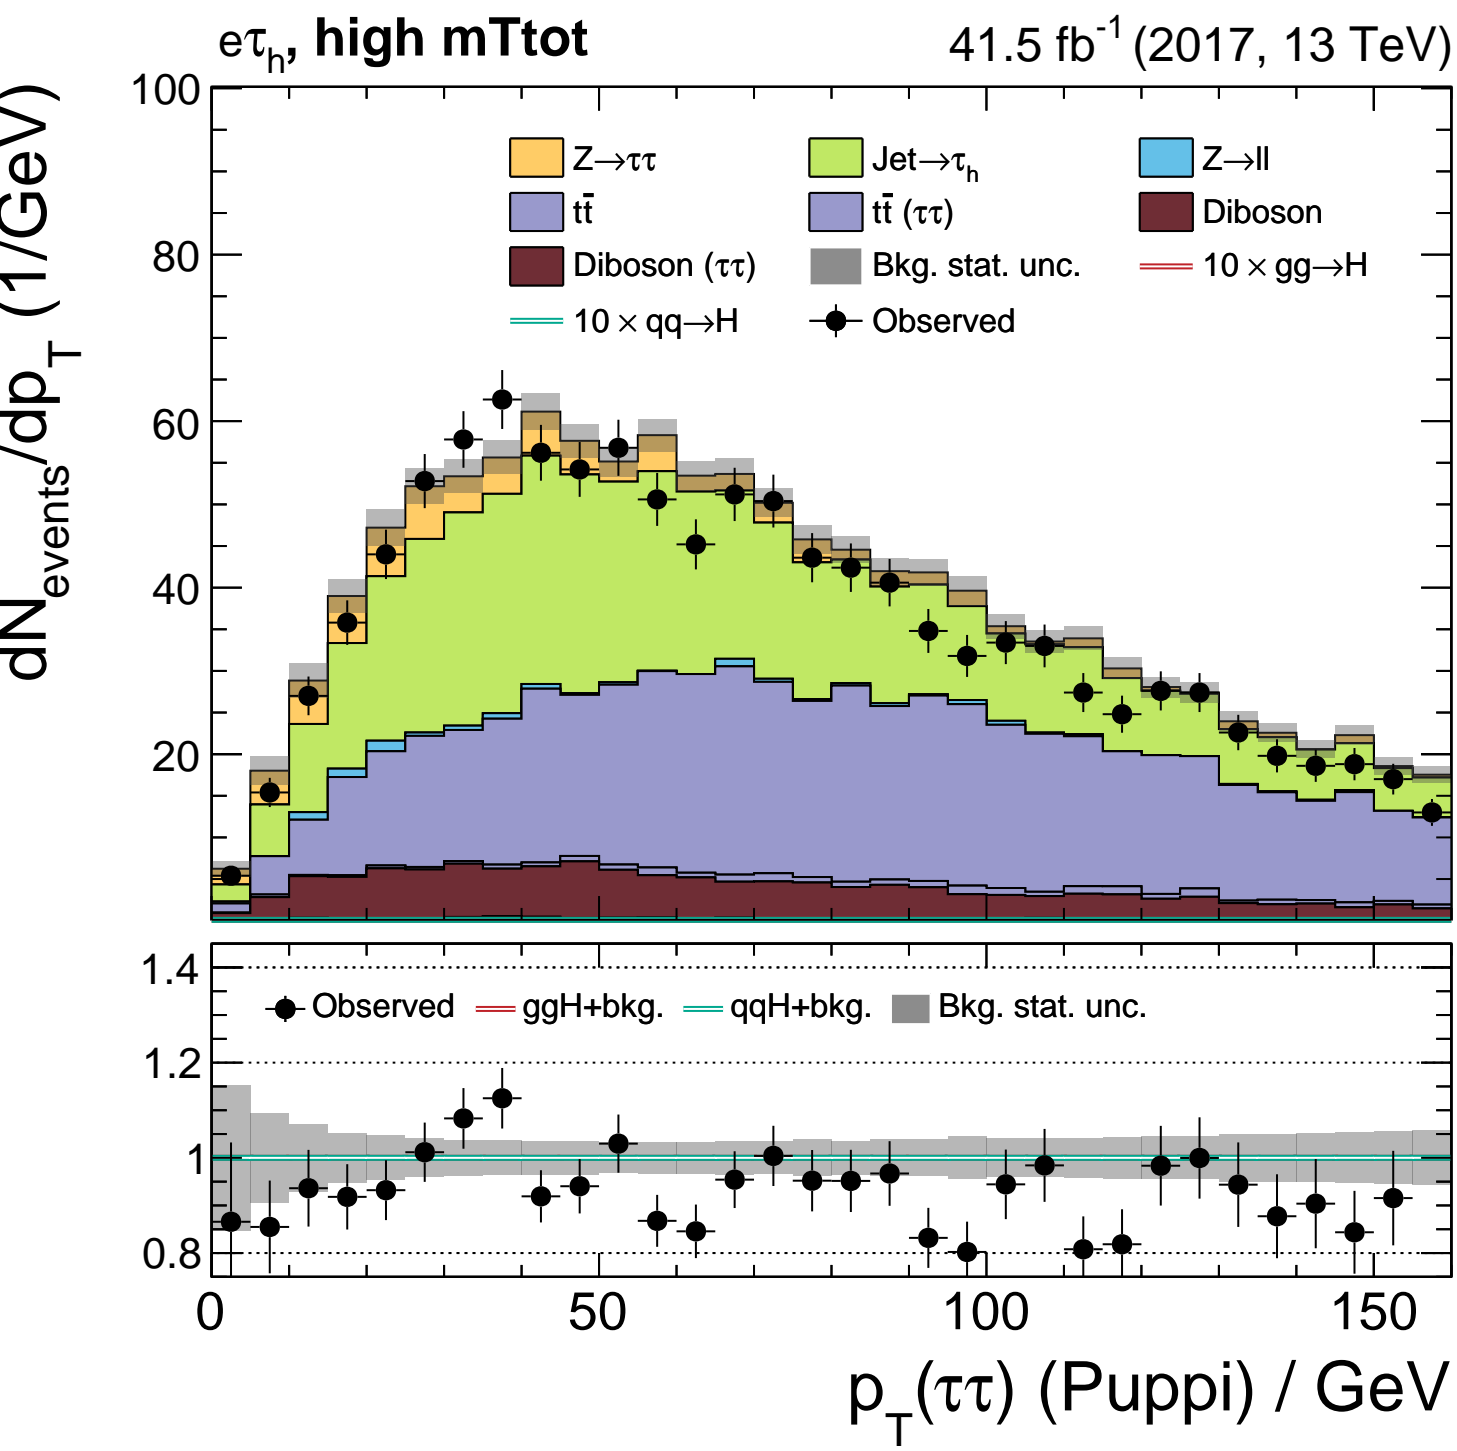 eτh, high mTtot 41.5 fb-1 (2017, 13 TeV)
dNevents/dpT (1/GeV)
100
80
60
40
20
Z→ττ Jet→τh Z→ll
tt̄ tt̄ (ττ) Diboson
Diboson (ττ) Bkg. stat. unc. 10 × gg→H
10 × qq→H Observed
1.4
1.2
1
0.8
Observed ggH+bkg. qqH+bkg. Bkg. stat. unc.
0 50 100 150
pT(ττ) (Puppi) / GeV